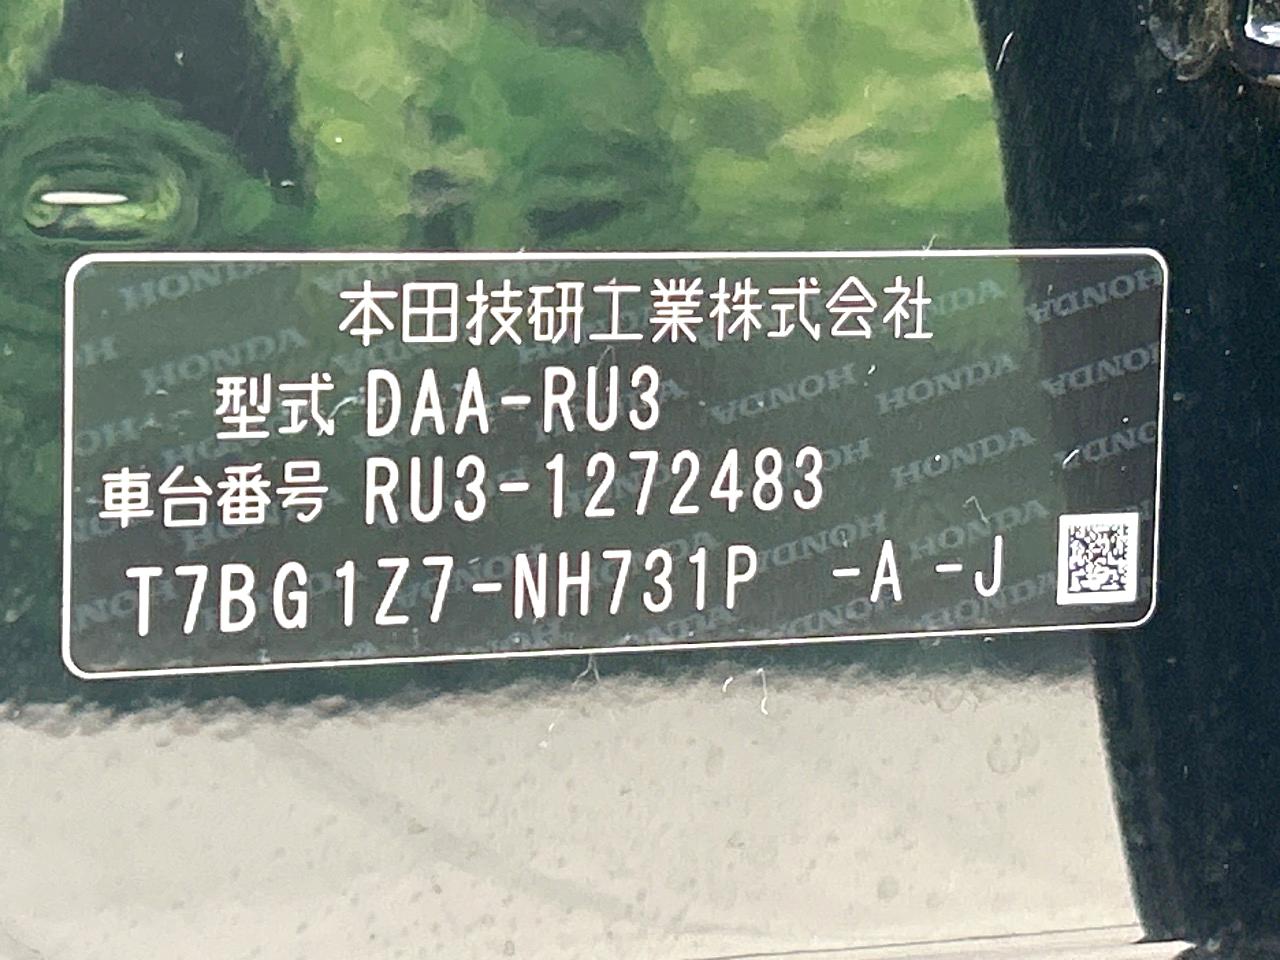 本田技研工業株式会社
型式 DAA-RU3
車台番号 RU3-1272483
T7BG1Z7-NH731P -A -J